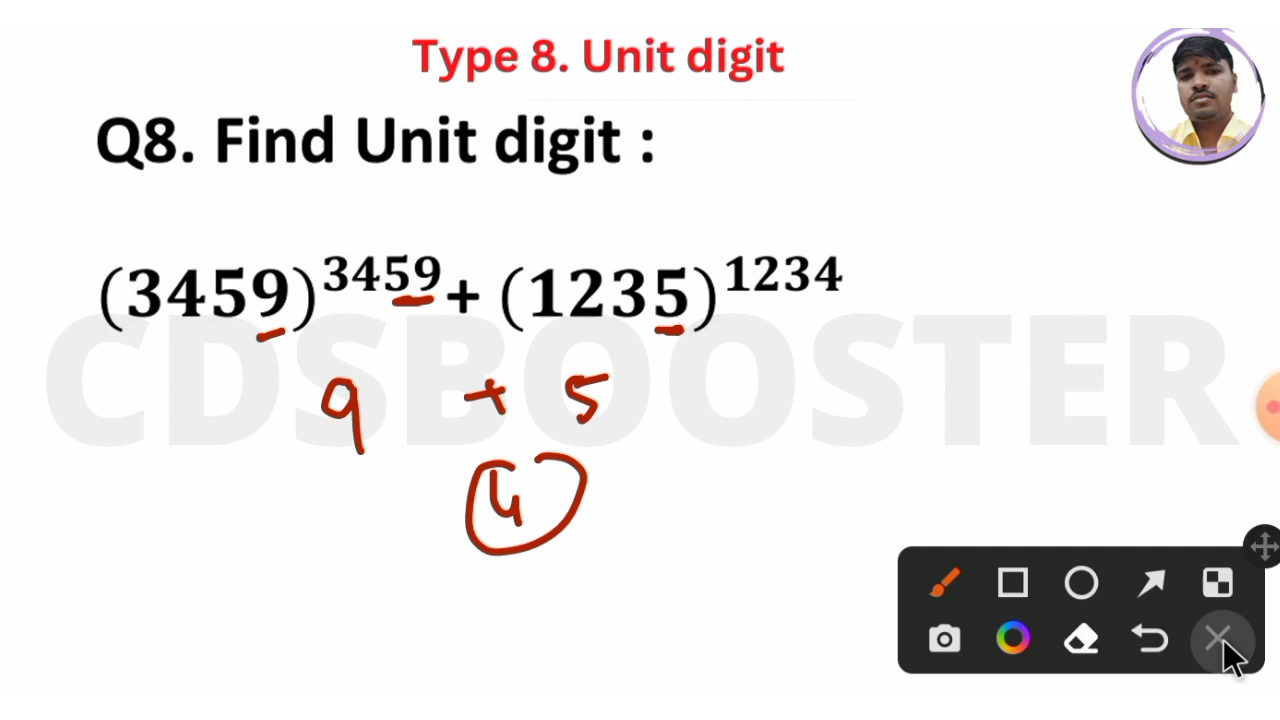 Type 8. Unit digit
Q8. Find Unit digit :
(3459)^3459 + (1235)^1234
CDSBOOSTER
9 + 5
4